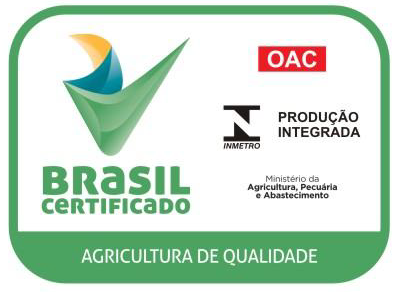 BRASIL
CERTIFICADO
OAC
INMETRO
PRODUÇÃO
INTEGRADA
Ministério da
Agricultura, Pecuária
e Abastecimento
AGRICULTURA DE QUALIDADE